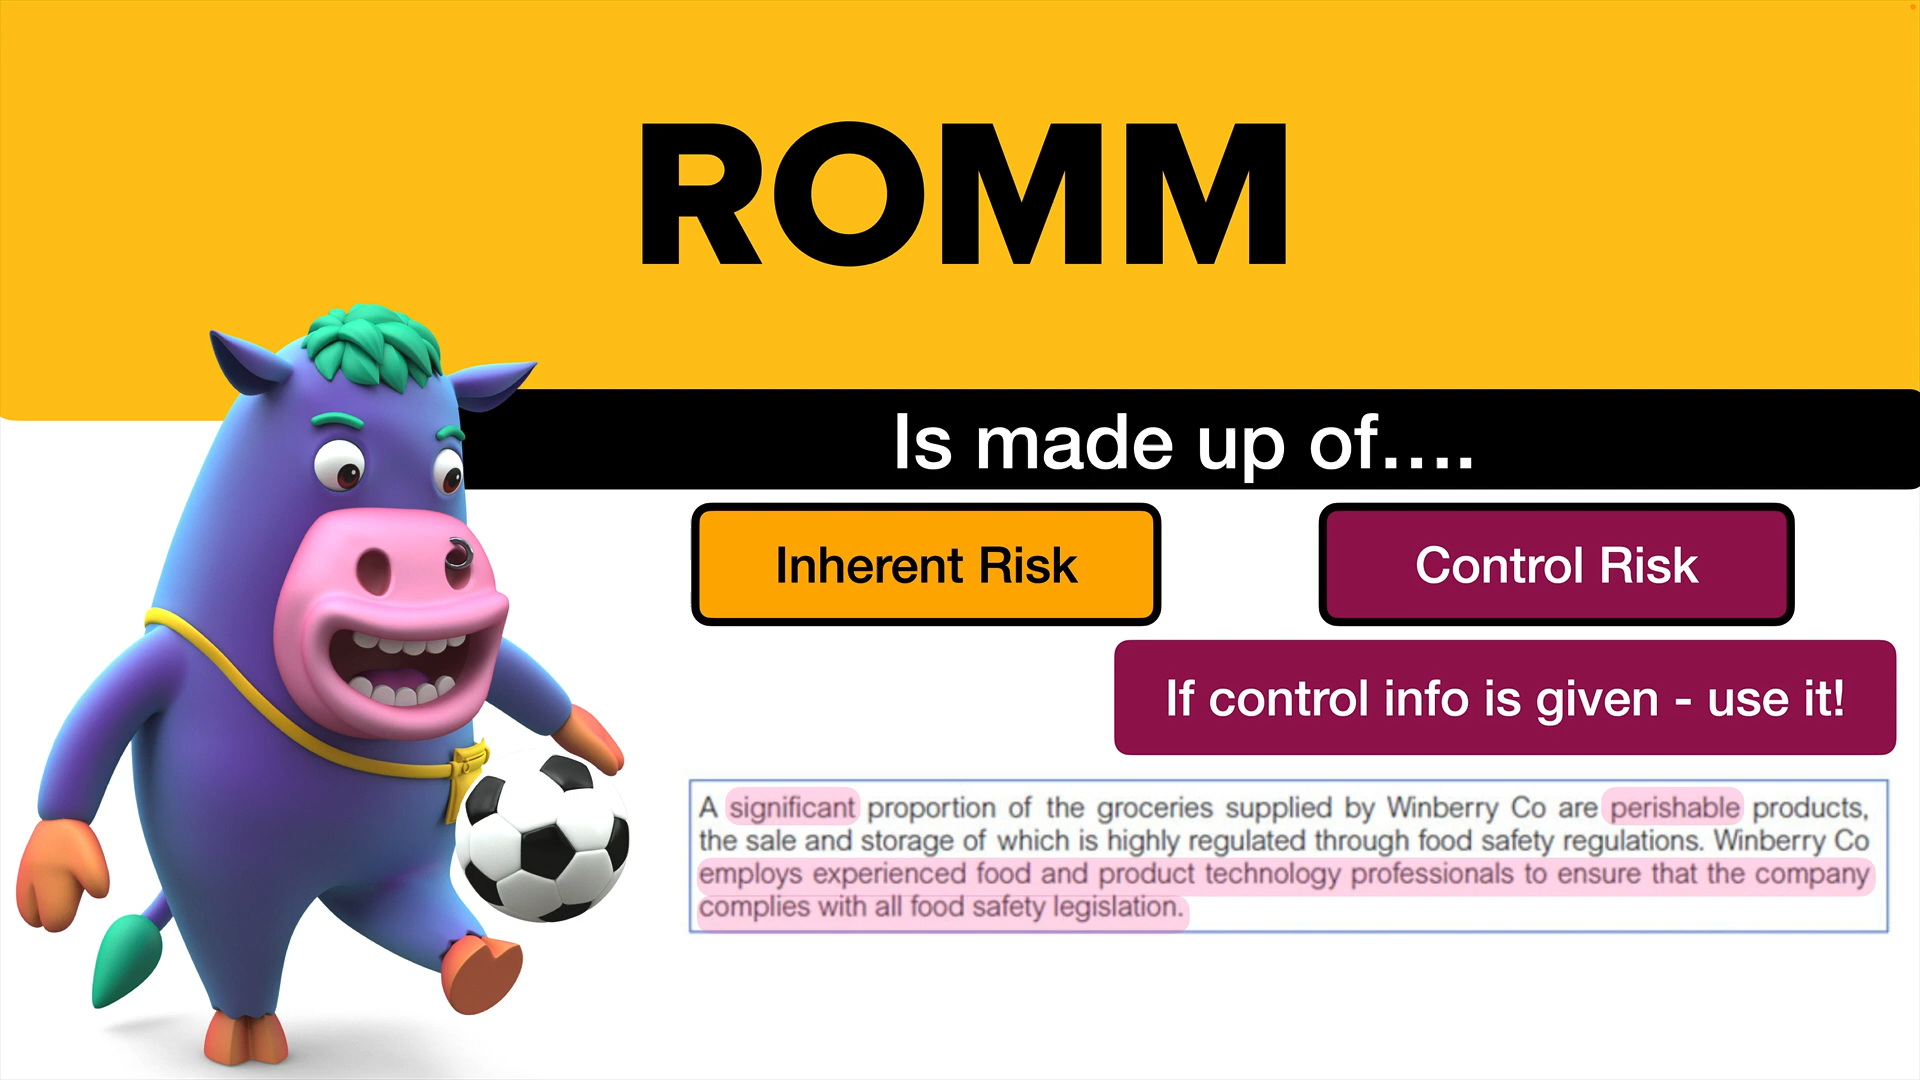 ROMM
Is made up of....
Inherent Risk
Control Risk
If control info is given - use it!
A significant proportion of the groceries supplied by Winberry Co are perishable products,
the sale and storage of which is highly regulated through food safety regulations. Winberry Co
employs experienced food and product technology professionals to ensure that the company
complies with all food safety legislation.